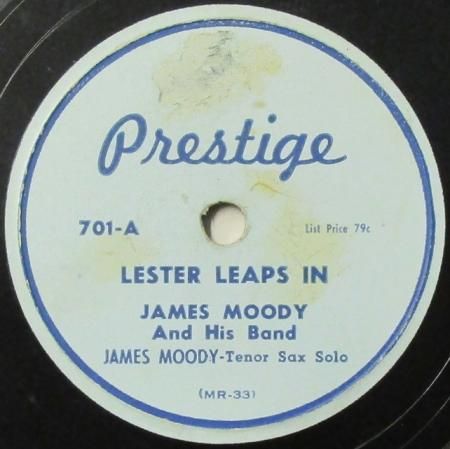 Prestige
701-A List Price 79c
LESTER LEAPS IN
JAMES MOODY
And His Band
JAMES MOODY-Tenor Sax Solo
(MR-33)